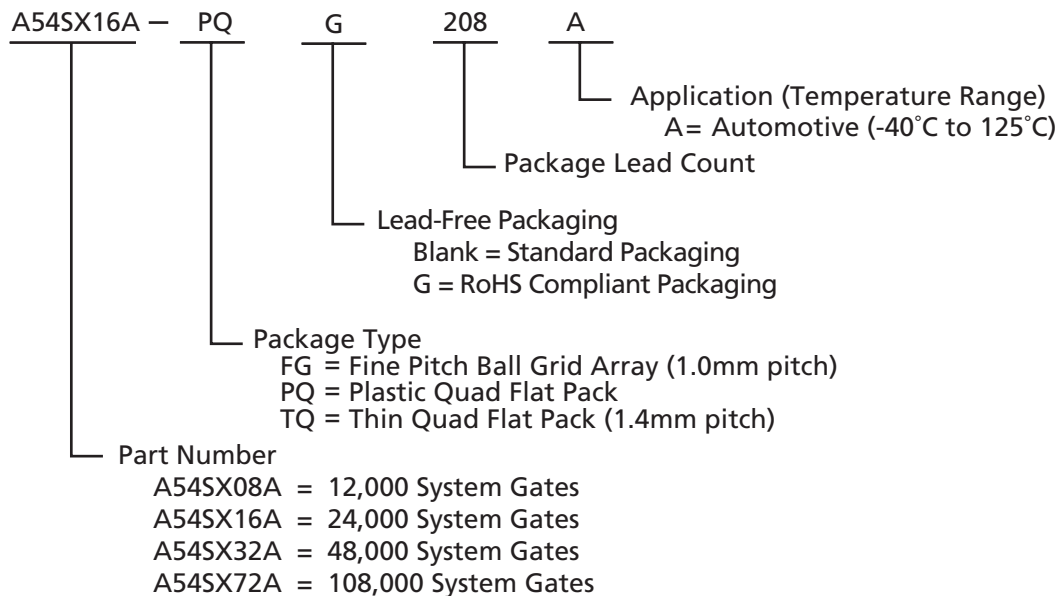 A54SX16A – PQ G 208 A
Application (Temperature Range)
A = Automotive (-40˚C to 125˚C)
Package Lead Count
Lead-Free Packaging
Blank = Standard Packaging
G = RoHS Compliant Packaging
Package Type
FG = Fine Pitch Ball Grid Array (1.0mm pitch)
PQ = Plastic Quad Flat Pack
TQ = Thin Quad Flat Pack (1.4mm pitch)
Part Number
A54SX08A = 12,000 System Gates
A54SX16A = 24,000 System Gates
A54SX32A = 48,000 System Gates
A54SX72A = 108,000 System Gates